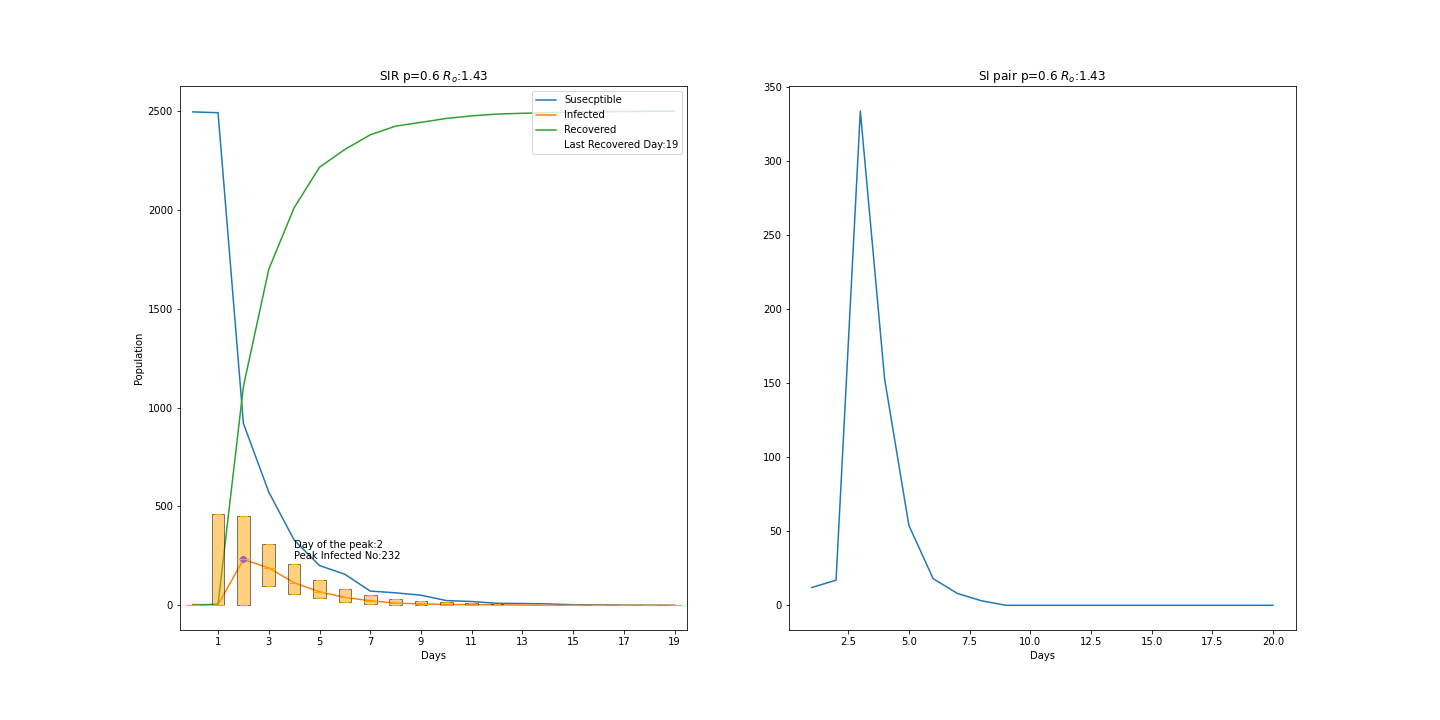 SIR p=0.6 Ro:1.43
Susecptible
Infected
Recovered
Last Recovered Day:19
2500
2000
1500
1000
500
0
Population
Day of the peak:2
Peak Infected No:232
1 3 5 7 9 11 13 15 17 19
Days
SI pair p=0.6 Ro:1.43
350
300
250
200
150
100
50
0
2.5 5.0 7.5 10.0 12.5 15.0 17.5 20.0
Days